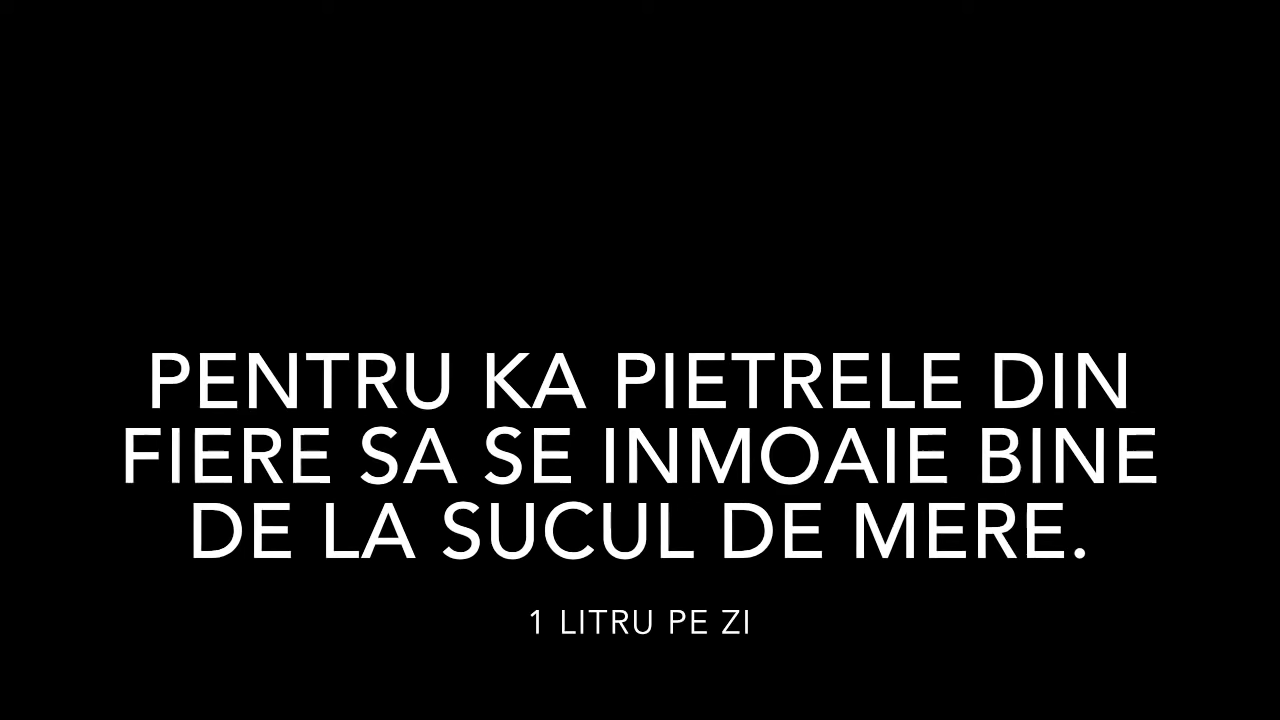 PENTRU KA PIETRELE DIN
FIERE SA SE INMOAIE BINE
DE LA SUCUL DE MERE.
1 LITRU PE ZI